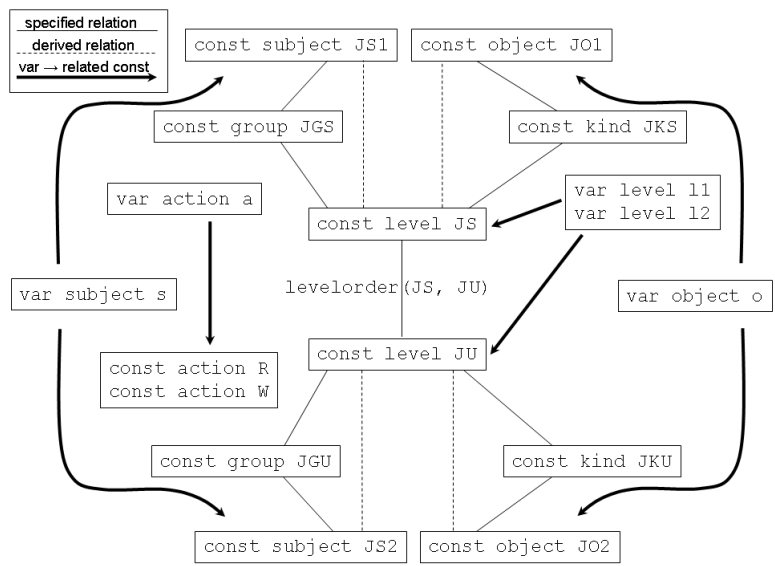 specified relation
derived relation
var → related const
const subject JS1
const object JO1
const group JGS
const kind JKS
var action a
var level l1
var level l2
const level JS
levelorder(JS, JU)
var subject s
var object o
const level JU
const action R
const action W
const group JGU
const kind JKU
const subject JS2
const object JO2